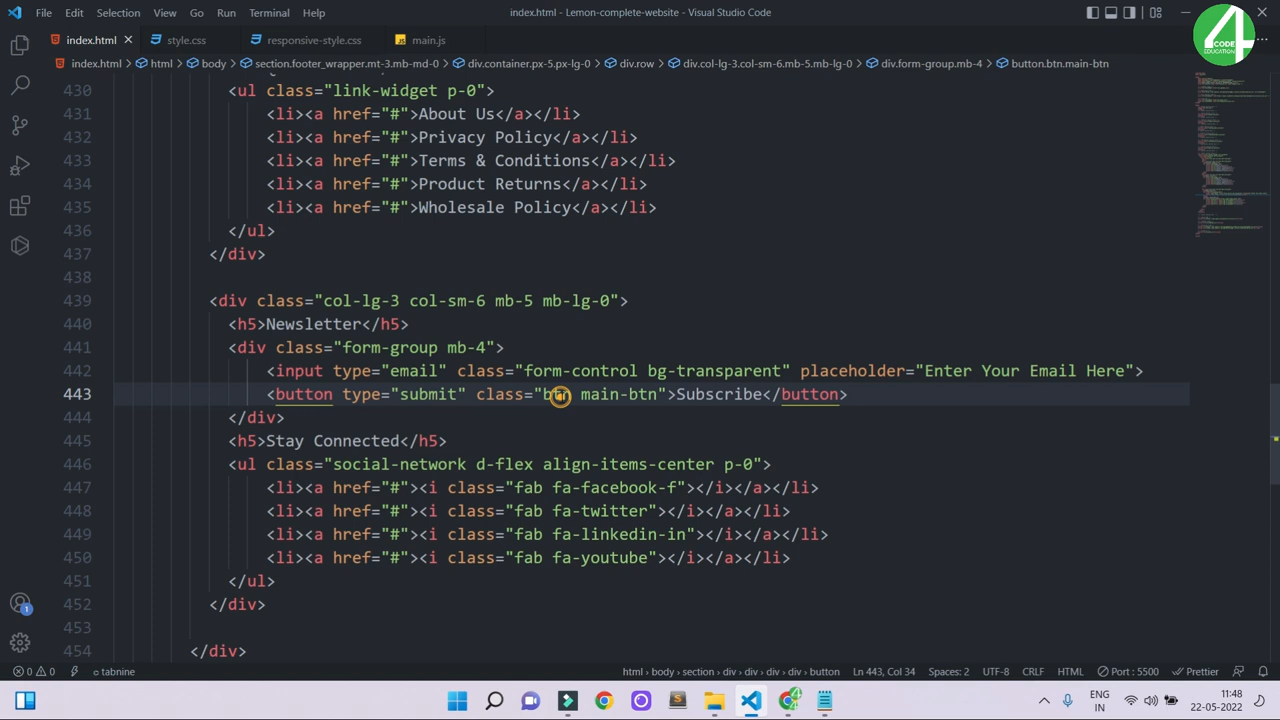 File Edit Selection View Go Run Terminal Help
index.html - Lemon-complete-website - Visual Studio Code
4
CODE
EDUCATION
index.html style.css responsive-style.css main.js
index.html html body section.footer_wrapper.mt-3.mb-md-0 div.container.px-5.px-lg-0 div.row div.col-lg-3.col-sm-6.mb-5.mb-lg-0 div.form-group.mb-4 button.btn.main-btn
430 <ul class="link-widget p-0">
431 <li><a href="#">About Us</a></li>
432 <li><a href="#">Privacy Policy</a></li>
433 <li><a href="#">Terms & Conditions</a></li>
434 <li><a href="#">Product Returns</a></li>
435 <li><a href="#">Wholesale Policy</a></li>
436 </ul>
437 </div>
438
439 <div class="col-lg-3 col-sm-6 mb-5 mb-lg-0">
440 <h5>Newsletter</h5>
441 <div class="form-group mb-4">
442 <input type="email" class="form-control bg-transparent" placeholder="Enter Your Email Here">
443 <button type="submit" class="btn main-btn">Subscribe</button>
444 </div>
445 <h5>Stay Connected</h5>
446 <ul class="social-network d-flex align-items-center p-0">
447 <li><a href="#"><i class="fab fa-facebook-f"></i></a></li>
448 <li><a href="#"><i class="fab fa-twitter"></i></a></li>
449 <li><a href="#"><i class="fab fa-linkedin-in"></i></a></li>
450 <li><a href="#"><i class="fab fa-youtube"></i></a></li>
451 </ul>
452 </div>
453
454 </div>
1
0 0 tabnine html › body › section › div › div › div › div › button Ln 443, Col 34 Spaces: 2 UTF-8 CRLF HTML Port : 5500 Prettier
ENG
IN
11:48
22-05-2022